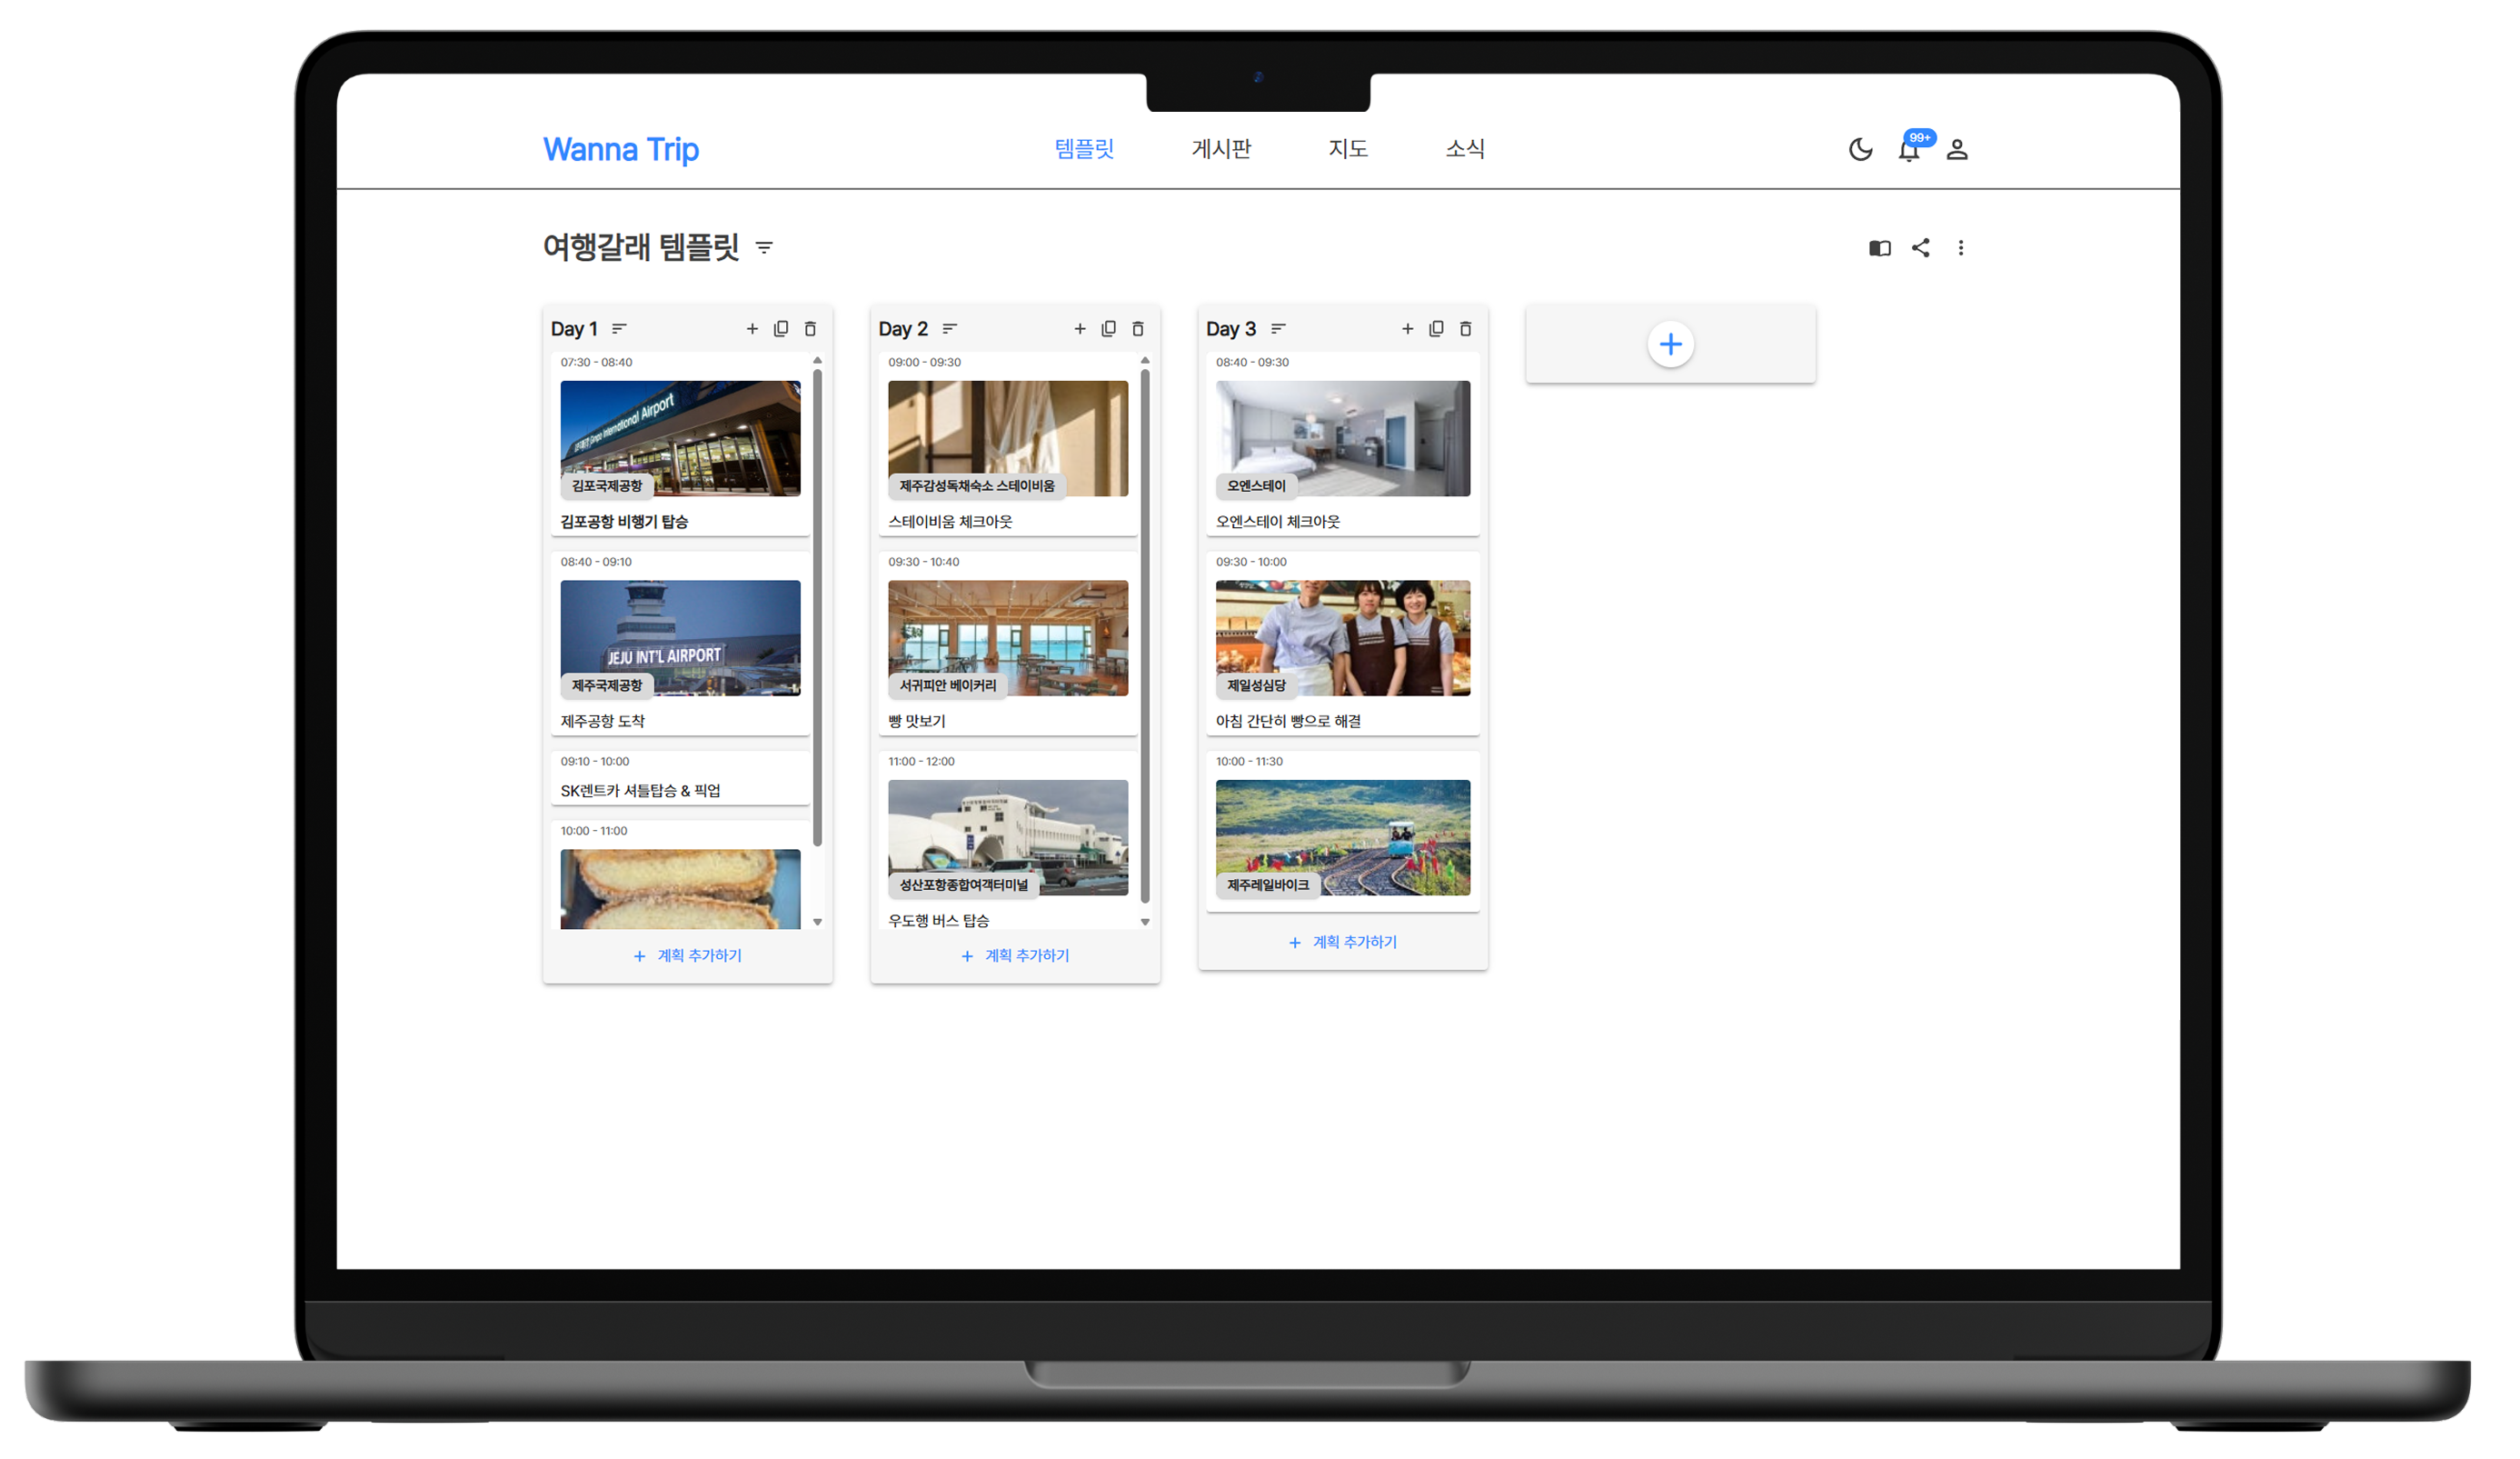 Wanna Trip
템플릿
게시판
지도
소식
99+
여행갈래 템플릿
Day 1
07:30 - 08:40
Gimpo International Airport
김포국제공항
김포공항 비행기 탑승
08:40 - 09:10
JEJU INT'L AIRPORT
제주국제공항
제주공항 도착
09:10 - 10:00
SK렌트카 셔틀탑승 & 픽업
10:00 - 11:00
+ 계획 추가하기
Day 2
09:00 - 09:30
제주감성독채숙소 스테이비움
스테이비움 체크아웃
09:30 - 10:40
서귀피안 베이커리
빵 맛보기
11:00 - 12:00
성산포항종합여객터미널
우도행 버스 탑승
+ 계획 추가하기
Day 3
08:40 - 09:30
오엔스테이
오엔스테이 체크아웃
09:30 - 10:00
제일성심당
아침 간단히 빵으로 해결
10:00 - 11:30
제주레일바이크
+ 계획 추가하기